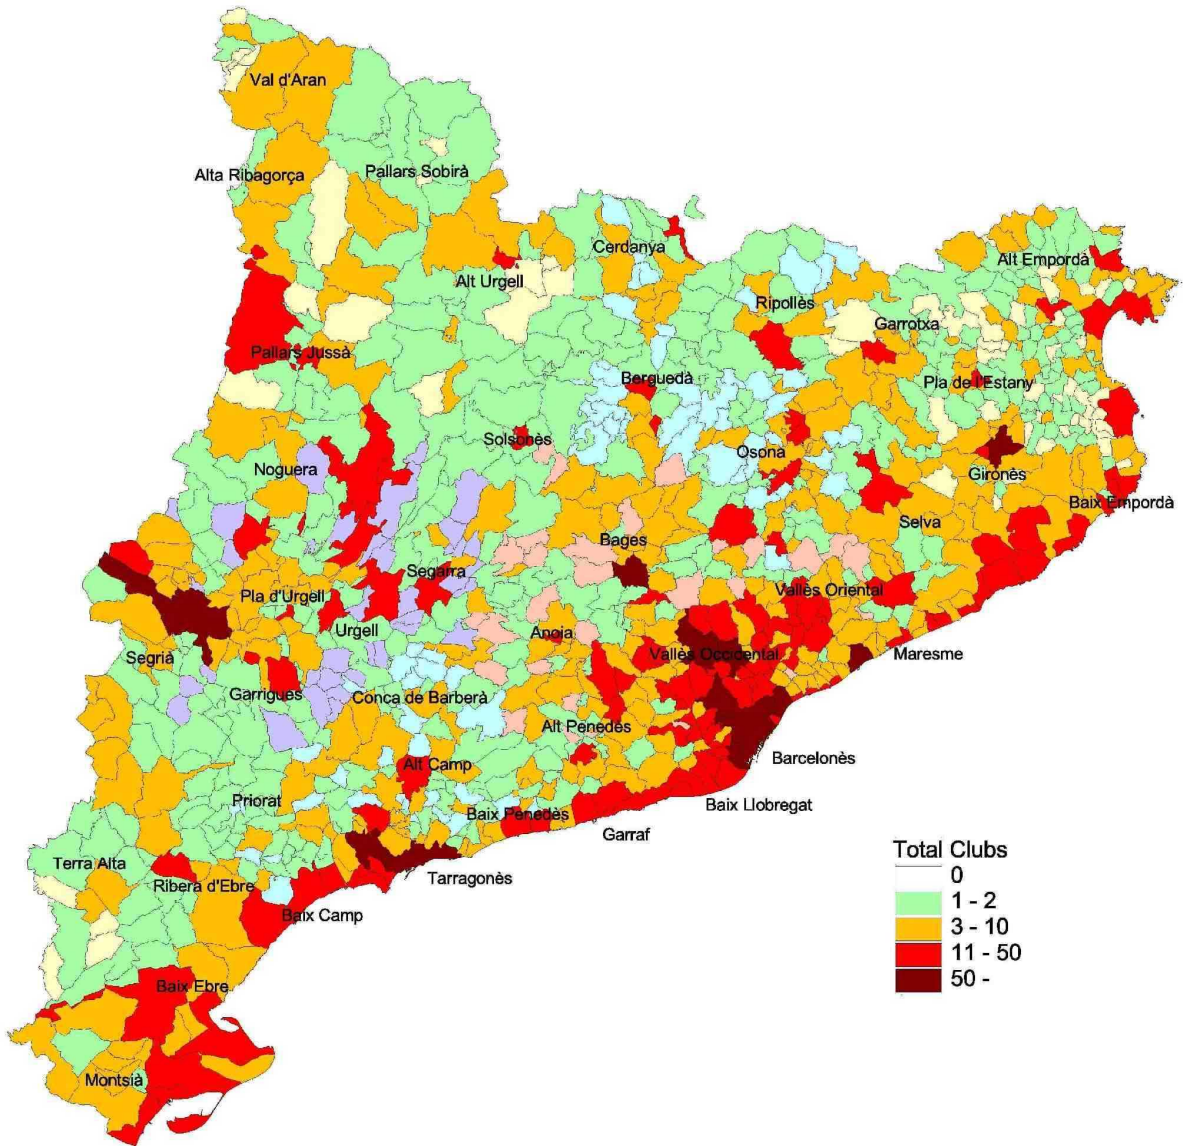 Val d'Aran
Alta Ribagorça
Pallars Sobirà
Cerdanya
Alt Urgell
Alt Empordà
Ripollès
Garrotxa
Pallars Jussà
Berguedà
Pla de l'Estany
Solsonès
Osona
Noguera
Gironès
Baix Empordà
Selva
Bages
Segarra
Pla d'Urgell
Vallès Oriental
Urgell
Anoia
Segrià
Vallès Occidental
Maresme
Garrigues
Conca de Barberà
Alt Penedès
Barcelonès
Alt Camp
Priorat
Baix Llobregat
Baix Penedès
Garraf
Terra Alta
Ribera d'Ebre
Tarragonès
Baix Camp
Baix Ebre
Montsià
Total Clubs
0
1 - 2
3 - 10
11 - 50
50 -